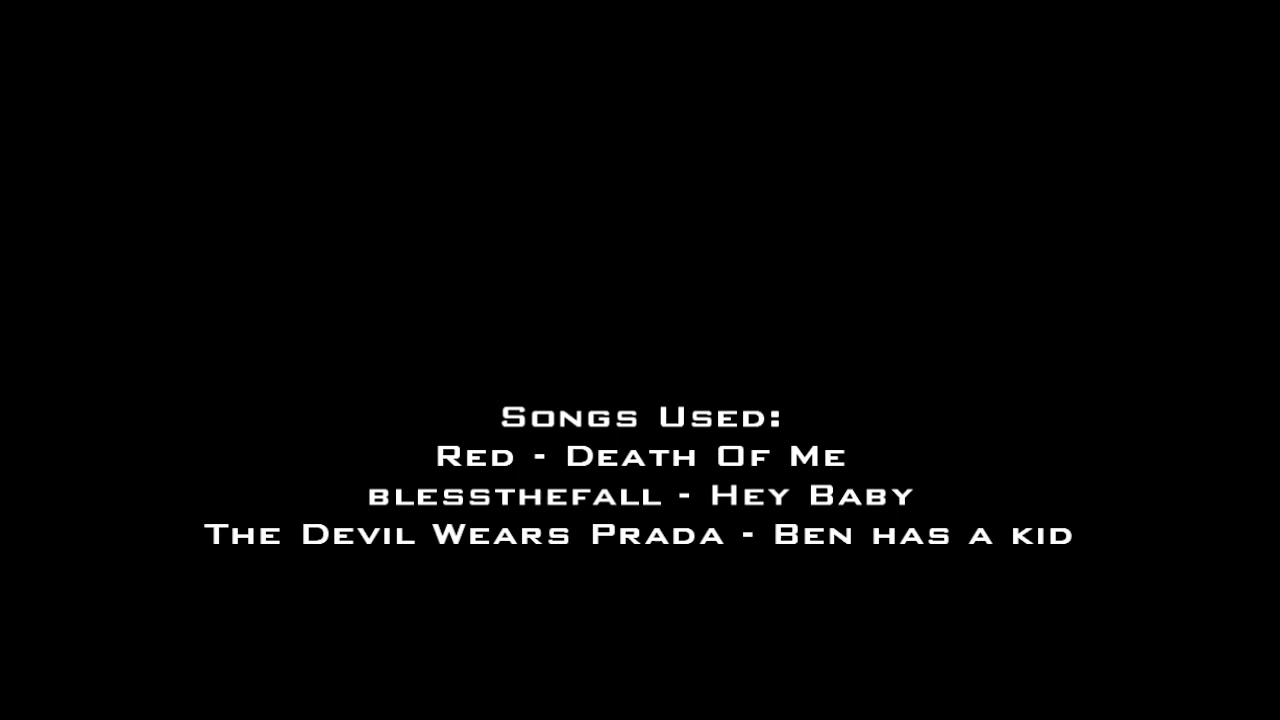 Songs Used:
Red - Death Of Me
blessthefall - Hey Baby
The Devil Wears Prada - Ben has a kid